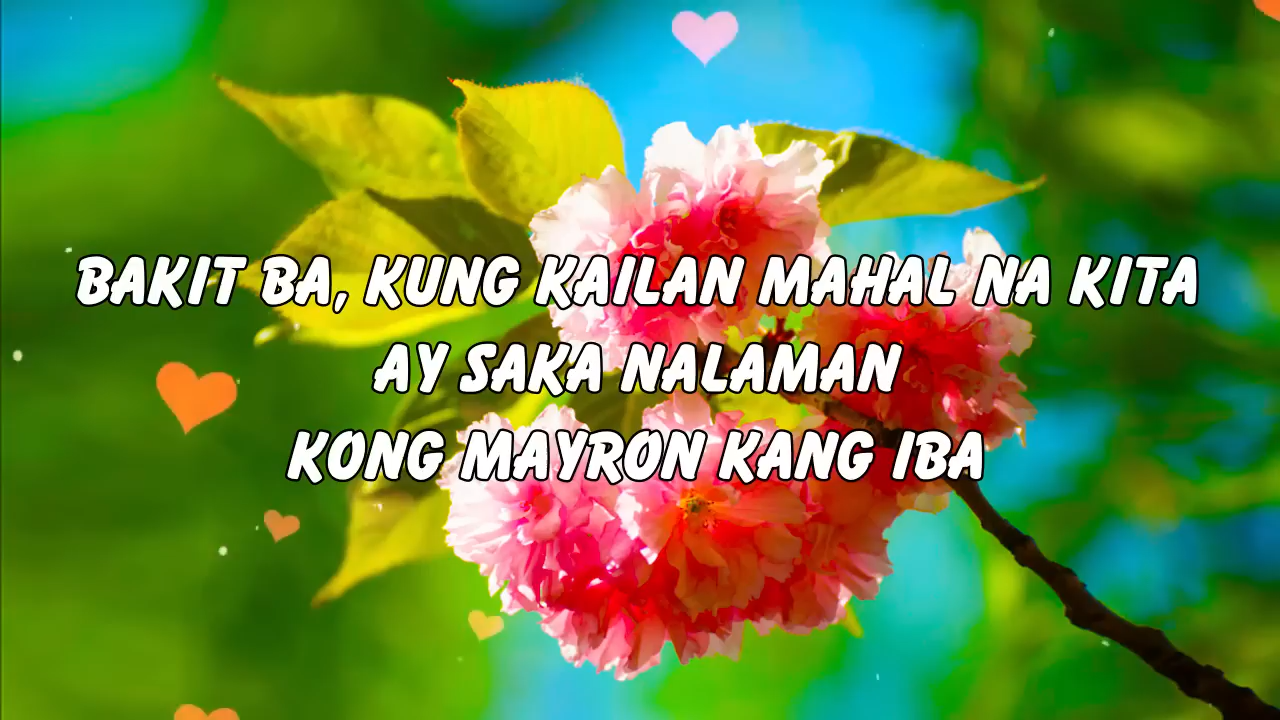 BAKIT BA, KUNG KAILAN MAHAL NA KITA
AY SAKA NALAMAN
KONG MAYRON KANG IBA